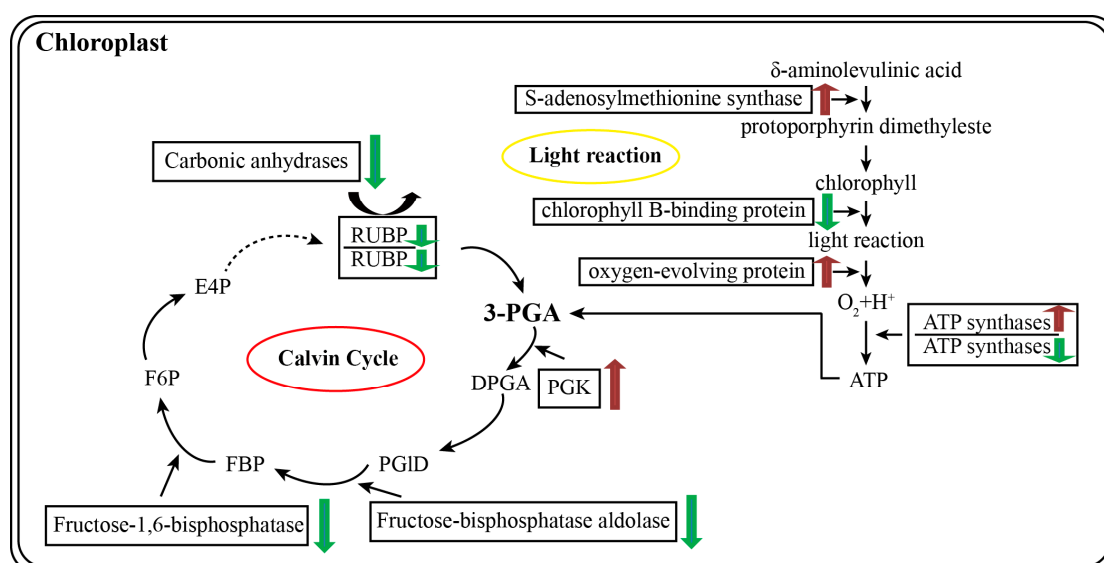 Chloroplast
δ-aminolevulinic acid
S-adenosylmethionine synthase
protoporphyrin dimethyleste
Carbonic anhydrases
Light reaction
chlorophyll
chlorophyll B-binding protein
RUBP
RUBP
light reaction
oxygen-evolving protein
E4P
3-PGA
O₂+H⁺
ATP synthases
ATP synthases
Calvin Cycle
F6P
DPGA
PGK
ATP
FBP
PGlD
Fructose-1,6-bisphosphatase
Fructose-bisphosphatase aldolase